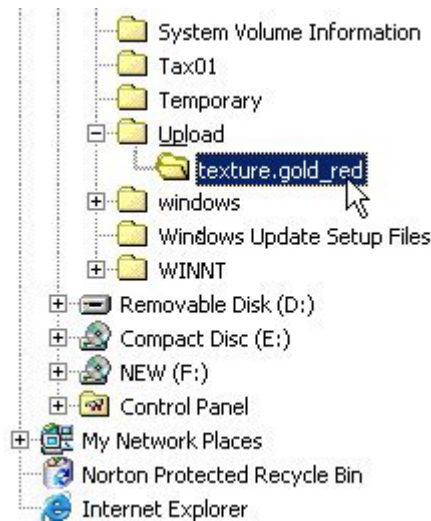 System Volume Information
Tax01
Temporary
Upload
texture.gold_red
windows
Windows Update Setup Files
WINNT
Removable Disk (D:)
Compact Disc (E:)
NEW (F:)
Control Panel
My Network Places
Norton Protected Recycle Bin
Internet Explorer